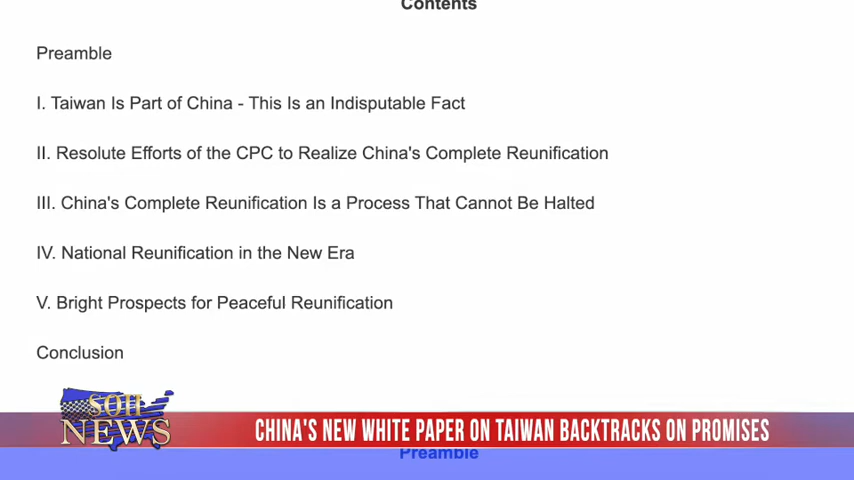 Contents
Preamble
I. Taiwan Is Part of China - This Is an Indisputable Fact
II. Resolute Efforts of the CPC to Realize China's Complete Reunification
III. China's Complete Reunification Is a Process That Cannot Be Halted
IV. National Reunification in the New Era
V. Bright Prospects for Peaceful Reunification
Conclusion
SOH
NEWS
CHINA'S NEW WHITE PAPER ON TAIWAN BACKTRACKS ON PROMISES
Preamble